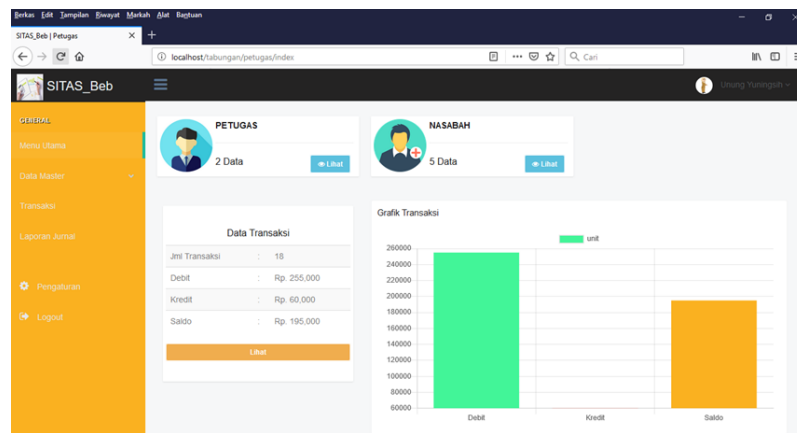 Berkas Edit Tampilan Riwayat Markah Alat Bantuan
SITAS_Beb | Petugas
localhost/tabungan/petugas/index
Cari
SITAS_Beb
Unung Yuningsih
GENERAL
Menu Utama
Data Master
Transaksi
Laporan Jurnal
Pengaturan
Logout
PETUGAS
2 Data
Lihat
NASABAH
5 Data
Lihat
Data Transaksi
Jml Transaksi : 18
Debit : Rp. 255,000
Kredit : Rp. 60,000
Saldo : Rp. 195,000
Lihat
Grafik Transaksi
unit
260000
240000
220000
200000
180000
160000
140000
120000
100000
80000
60000
Debit Kredit Saldo